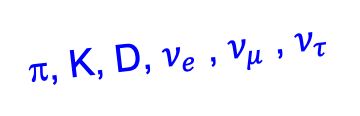 π, K, D, νₑ , ν_μ , ν_τ